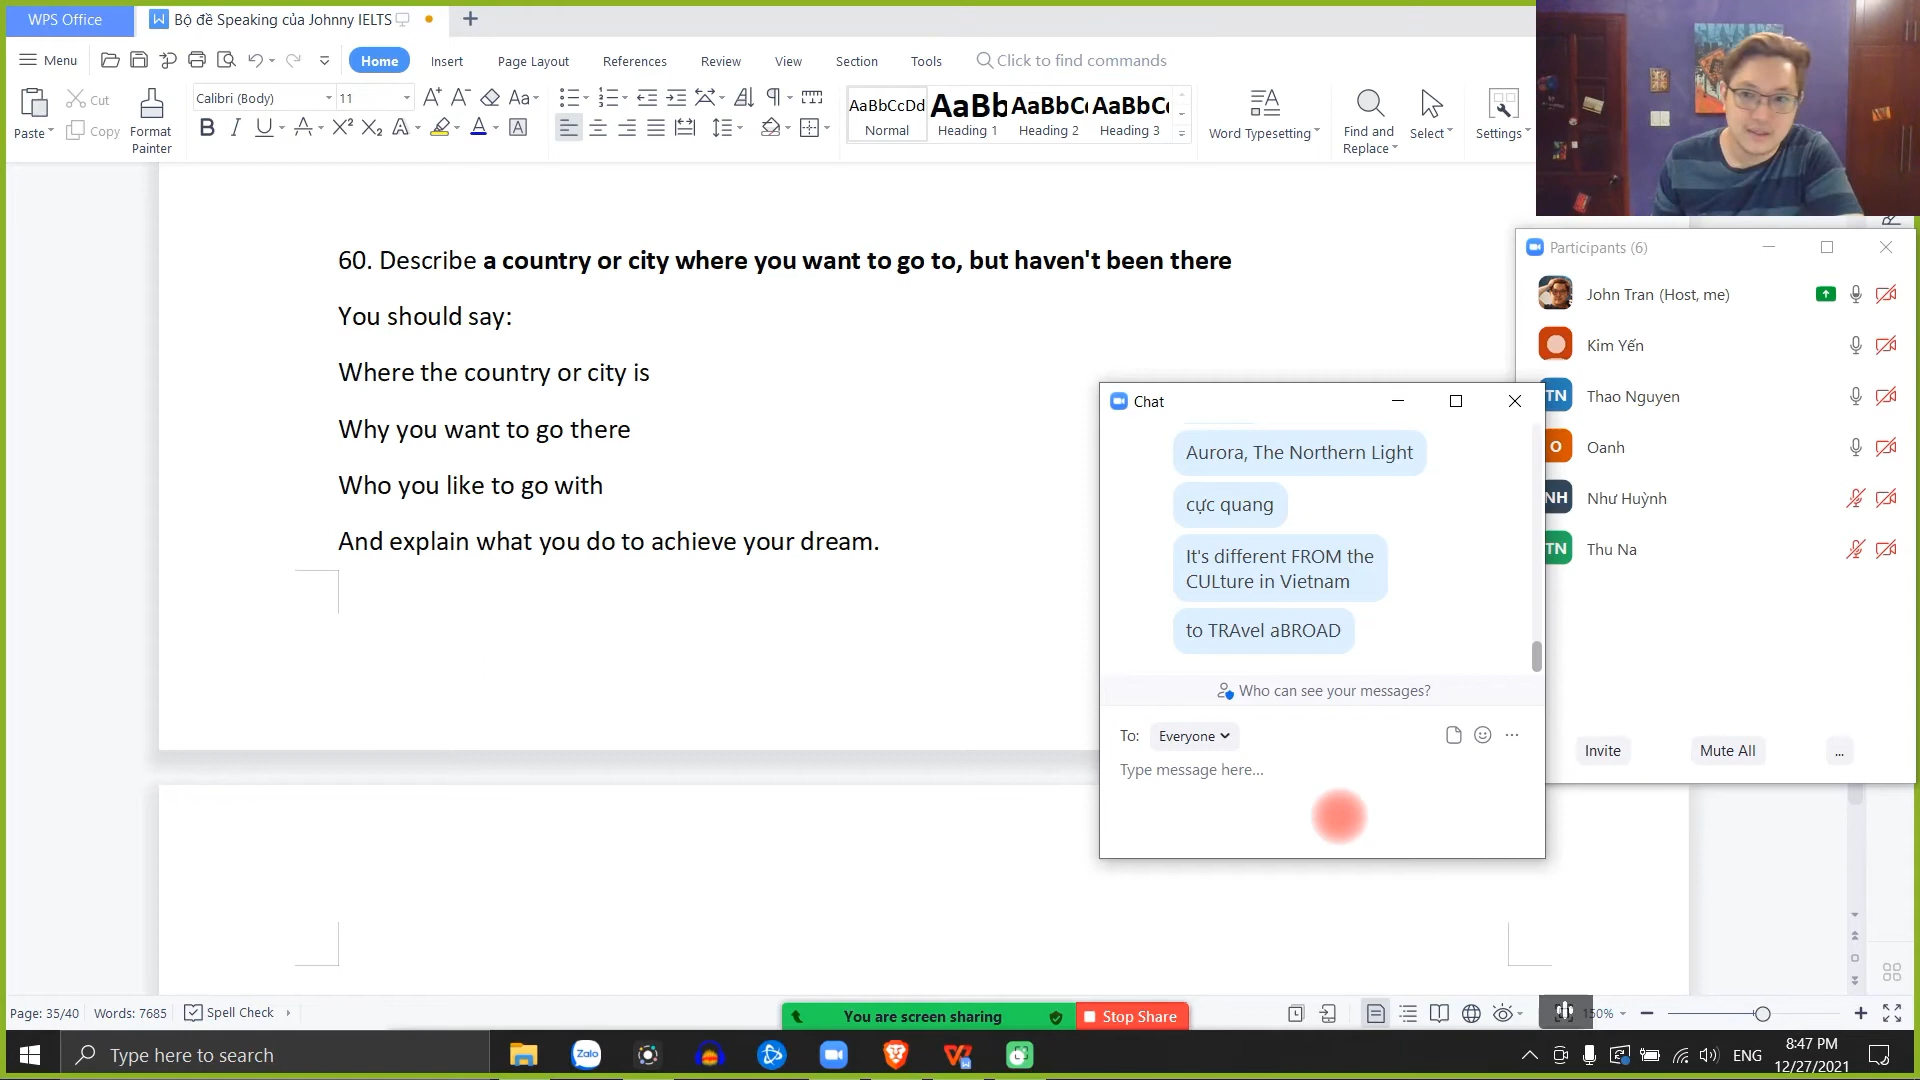 WPS Office
Bộ đề Speaking của Johnny IELTS
Menu
Home
Insert
Page Layout
References
Review
View
Section
Tools
Click to find commands
Paste
Cut
Copy
Format
Painter
Calibri (Body)
11
AaBbCcDd
Normal
AaBb
Heading 1
AaBbC
Heading 2
AaBbC
Heading 3
Word Typesetting
Find and
Replace
Select
Settings
60. Describe a country or city where you want to go to, but haven't been there
You should say:
Where the country or city is
Why you want to go there
Who you like to go with
And explain what you do to achieve your dream.
Participants (6)
John Tran (Host, me)
Kim Yến
TN
Thao Nguyen
O
Oanh
NH
Như Huỳnh
TN
Thu Na
Invite
Mute All
...
Chat
Aurora, The Northern Light
cực quang
It's different FROM the
CULture in Vietnam
to TRAvel aBROAD
Who can see your messages?
To:
Everyone
Type message here...
Page: 35/40
Words: 7685
Spell Check
You are screen sharing
Stop Share
150%
Type here to search
Zalo
ENG
8:47 PM
12/27/2021